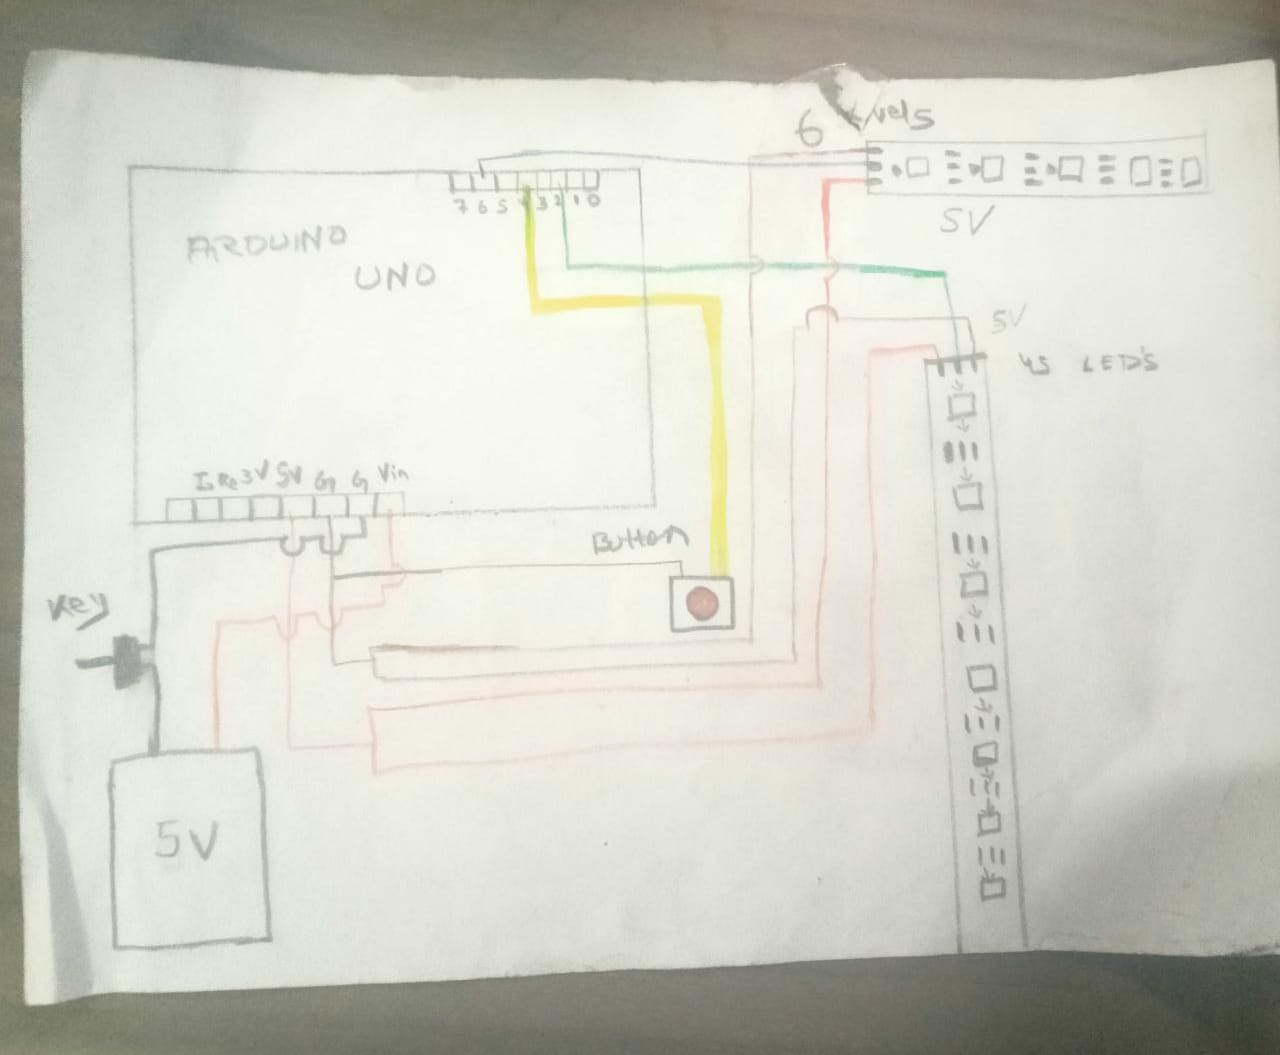 6 levels
7 6 5 4 3 2 1 0
5V
ARDUINO
UNO
5V
45 LED'S
Re 3V 5V G G Vin
Button
Key
5V